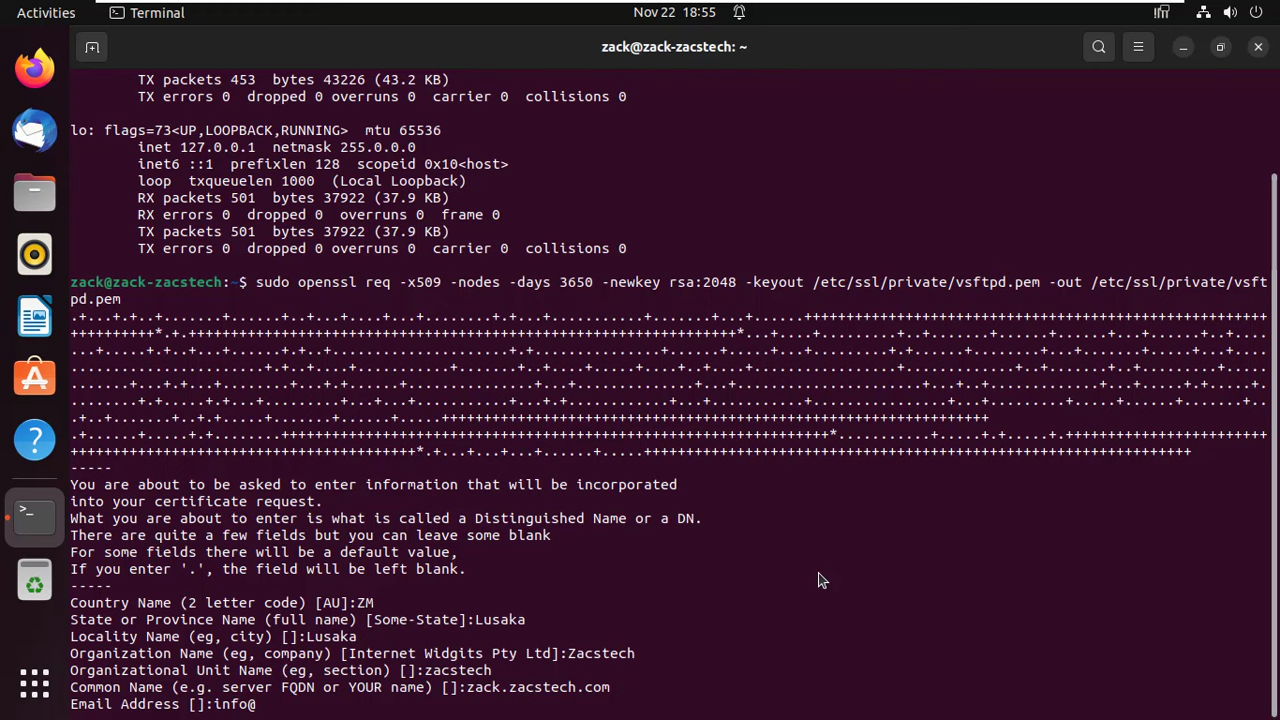 Activities
Terminal
Nov 22 18:55
zack@zack-zacstech: ~
TX packets 453  bytes 43226 (43.2 KB)
TX errors 0  dropped 0 overruns 0  carrier 0  collisions 0
lo: flags=73<UP,LOOPBACK,RUNNING>  mtu 65536
inet 127.0.0.1  netmask 255.0.0.0
inet6 ::1  prefixlen 128  scopeid 0x10<host>
loop  txqueuelen 1000  (Local Loopback)
RX packets 501  bytes 37922 (37.9 KB)
RX errors 0  dropped 0  overruns 0  frame 0
TX packets 501  bytes 37922 (37.9 KB)
TX errors 0  dropped 0 overruns 0  carrier 0  collisions 0
zack@zack-zacstech:~$ sudo openssl req -x509 -nodes -days 3650 -newkey rsa:2048 -keyout /etc/ssl/private/vsftpd.pem -out /etc/ssl/private/vsft
pd.pem
-----
You are about to be asked to enter information that will be incorporated
into your certificate request.
What you are about to enter is what is called a Distinguished Name or a DN.
There are quite a few fields but you can leave some blank
For some fields there will be a default value,
If you enter '.', the field will be left blank.
-----
Country Name (2 letter code) [AU]:ZM
State or Province Name (full name) [Some-State]:Lusaka
Locality Name (eg, city) []:Lusaka
Organization Name (eg, company) [Internet Widgits Pty Ltd]:Zacstech
Organizational Unit Name (eg, section) []:zacstech
Common Name (e.g. server FQDN or YOUR name) []:zack.zacstech.com
Email Address []:info@